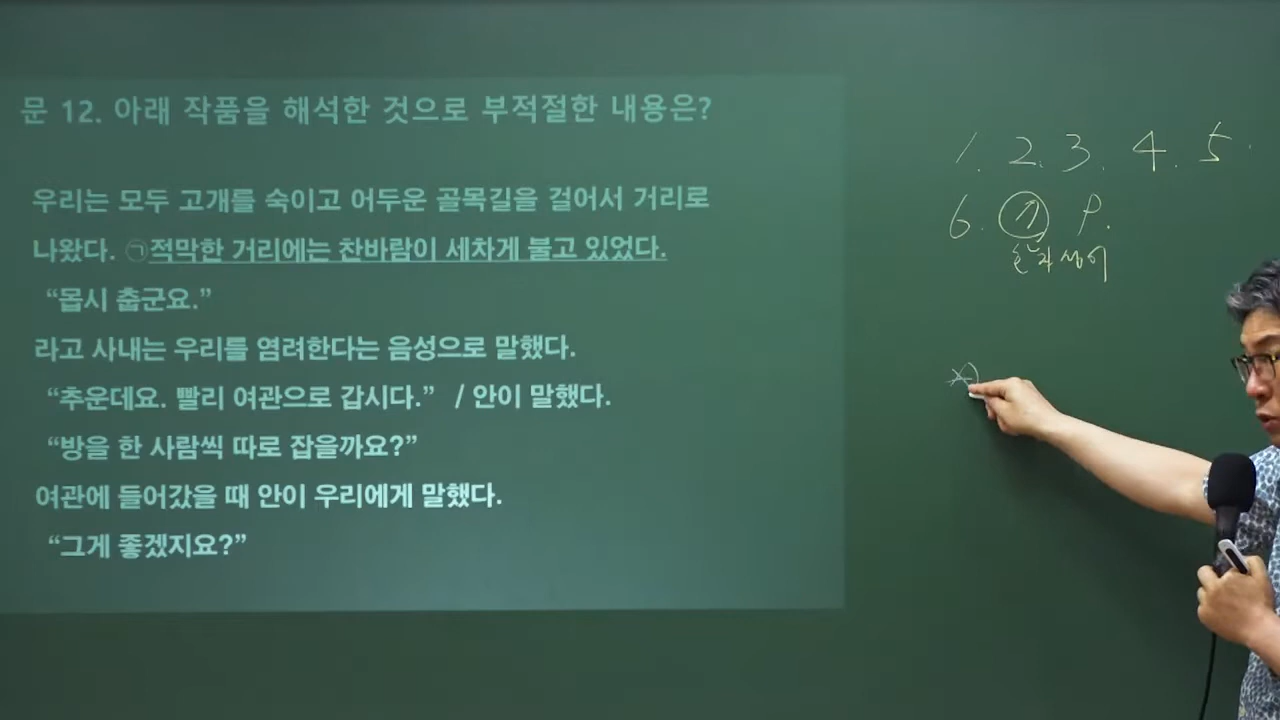 문 12. 아래 작품을 해석한 것으로 부적절한 내용은?
우리는 모두 고개를 숙이고 어두운 골목길을 걸어서 거리로
나왔다. ㉠적막한 거리에는 찬바람이 세차게 불고 있었다.
“몹시 춥군요.”
라고 사내는 우리를 염려한다는 음성으로 말했다.
“추운데요. 빨리 여관으로 갑시다.” / 안이 말했다.
“방을 한 사람씩 따로 잡을까요?”
여관에 들어갔을 때 안이 우리에게 말했다.
“그게 좋겠지요?”
1. 2. 3. 4. 5.
6. 7 8.
한자성어